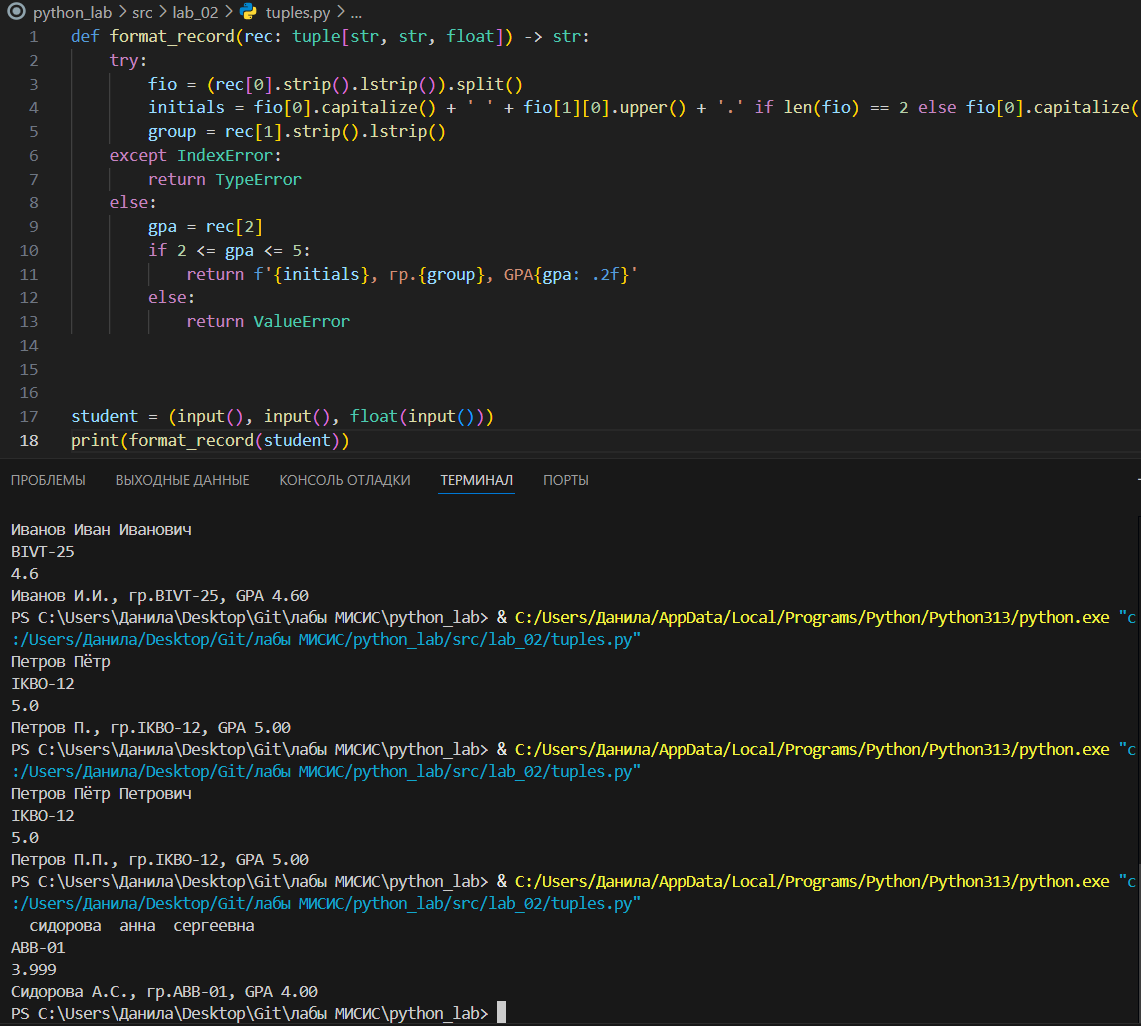 python_lab > src > lab_02 > tuples.py > ...
1 def format_record(rec: tuple[str, str, float]) -> str:
2     try:
3         fio = (rec[0].strip().lstrip()).split()
4         initials = fio[0].capitalize() + ' ' + fio[1][0].upper() + '.' if len(fio) == 2 else fio[0].capitalize(
5         group = rec[1].strip().lstrip()
6     except IndexError:
7         return TypeError
8     else:
9         gpa = rec[2]
10         if 2 <= gpa <= 5:
11             return f'{initials}, гр.{group}, GPA{gpa: .2f}'
12         else:
13             return ValueError
14
15
16
17 student = (input(), input(), float(input()))
18 print(format_record(student))
ПРОБЛЕМЫ ВЫХОДНЫЕ ДАННЫЕ КОНСОЛЬ ОТЛАДКИ ТЕРМИНАЛ ПОРТЫ
Иванов Иван Иванович
BIVT-25
4.6
Иванов И.И., гр.BIVT-25, GPA 4.60
PS C:\Users\Данила\Desktop\Git\лабы МИСИС\python_lab> & C:/Users/Данила/AppData/Local/Programs/Python/Python313/python.exe "c
:/Users/Данила/Desktop/Git/лабы МИСИС/python_lab/src/lab_02/tuples.py"
Петров Пётр
IKBO-12
5.0
Петров П., гр.IKBO-12, GPA 5.00
PS C:\Users\Данила\Desktop\Git\лабы МИСИС\python_lab> & C:/Users/Данила/AppData/Local/Programs/Python/Python313/python.exe "c
:/Users/Данила/Desktop/Git/лабы МИСИС/python_lab/src/lab_02/tuples.py"
Петров Пётр Петрович
IKBO-12
5.0
Петров П.П., гр.IKBO-12, GPA 5.00
PS C:\Users\Данила\Desktop\Git\лабы МИСИС\python_lab> & C:/Users/Данила/AppData/Local/Programs/Python/Python313/python.exe "c
:/Users/Данила/Desktop/Git/лабы МИСИС/python_lab/src/lab_02/tuples.py"
  сидорова  анна  сергеевна
ABB-01
3.999
Сидорова А.С., гр.ABB-01, GPA 4.00
PS C:\Users\Данила\Desktop\Git\лабы МИСИС\python_lab>